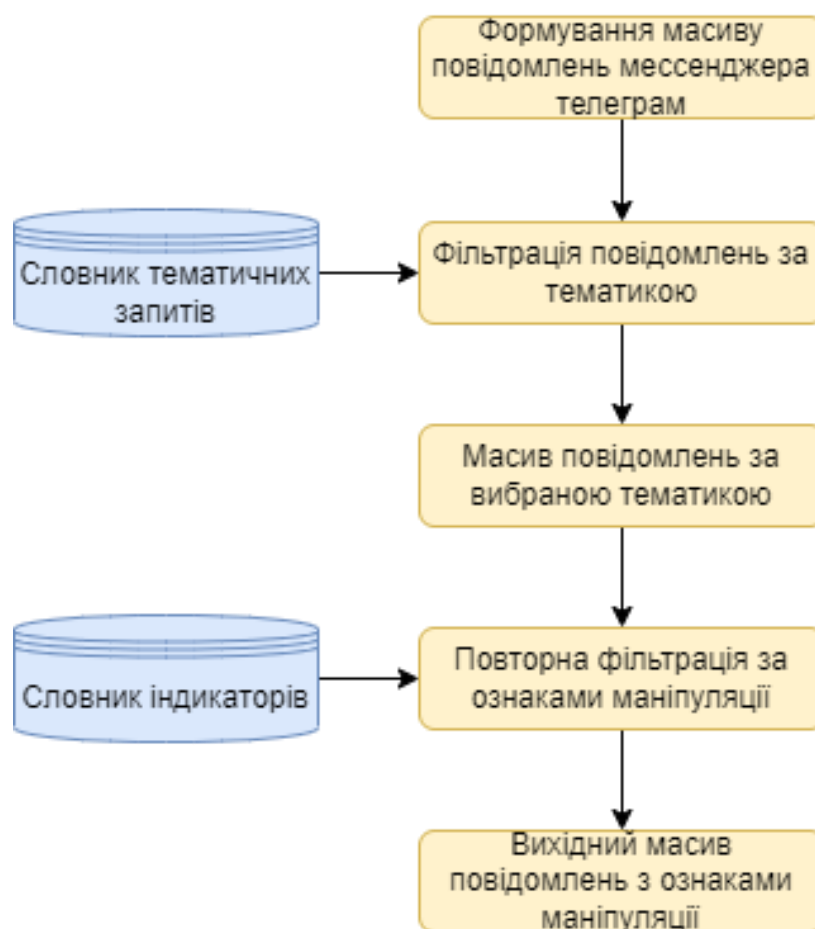 Формування масиву
повідомлень мессенджера
телеграм
Словник тематичних
запитів
Фільтрація повідомлень за
тематикою
Масив повідомлень за
вибраною тематикою
Словник індикаторів
Повторна фільтрація за
ознаками маніпуляції
Вихідний масив
повідомлень з ознаками
маніпуляції